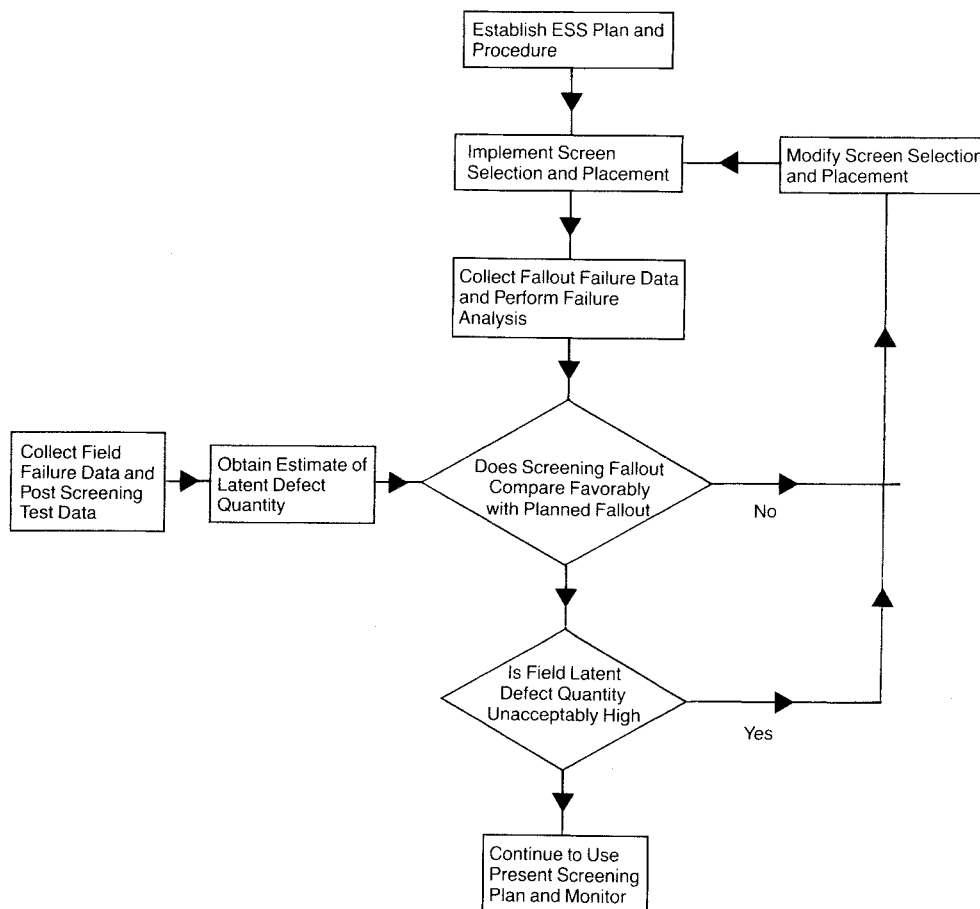 Establish ESS Plan and
Procedure
Implement Screen
Selection and Placement
Modify Screen Selection
and Placement
Collect Fallout Failure Data
and Perform Failure
Analysis
Collect Field
Failure Data and
Post Screening
Test Data
Obtain Estimate of
Latent Defect
Quantity
Does Screening Fallout
Compare Favorably
with Planned Fallout
No
Is Field Latent
Defect Quantity
Unacceptably High
Yes
Continue to Use
Present Screening
Plan and Monitor